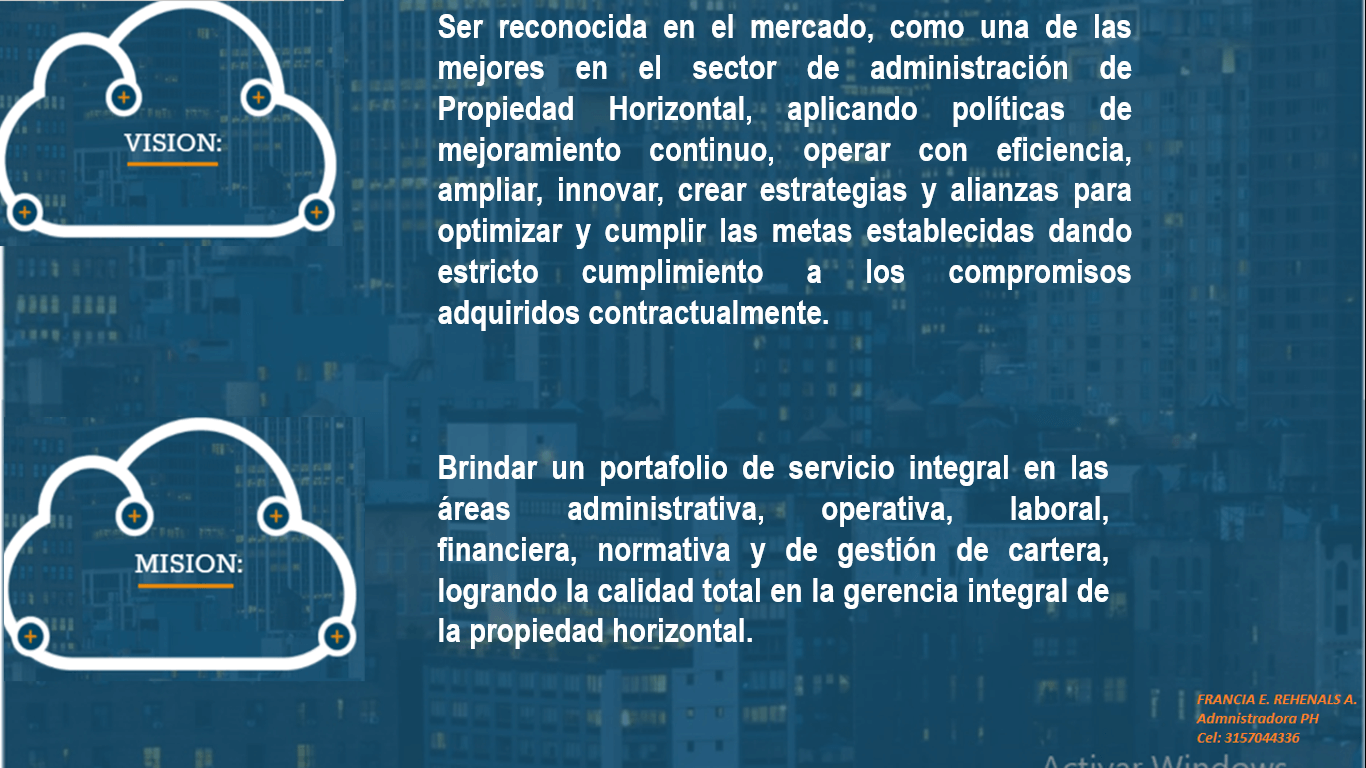 VISION:
Ser reconocida en el mercado, como una de las
mejores en el sector de administración de
Propiedad Horizontal, aplicando políticas de
mejoramiento continuo, operar con eficiencia,
ampliar, innovar, crear estrategias y alianzas para
optimizar y cumplir las metas establecidas dando
estricto cumplimiento a los compromisos
adquiridos contractualmente.
MISION:
Brindar un portafolio de servicio integral en las
áreas administrativa, operativa, laboral,
financiera, normativa y de gestión de cartera,
logrando la calidad total en la gerencia integral de
la propiedad horizontal.
FRANCIA E. REHENALS A.
Admnistradora PH
Cel: 3157044336
Activar Windows